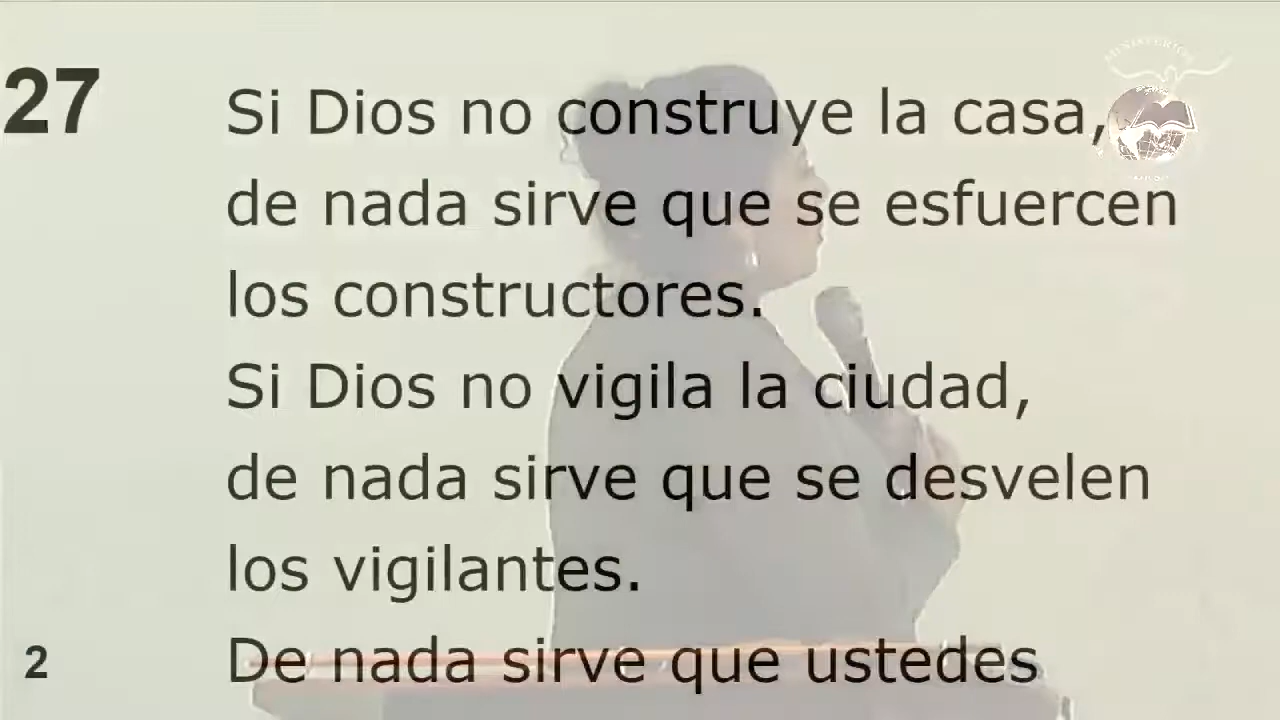 27
Si Dios no construye la casa,
de nada sirve que se esfuercen
los constructores.
Si Dios no vigila la ciudad,
de nada sirve que se desvelen
los vigilantes.
2 De nada sirve que ustedes
MINISTERIOS